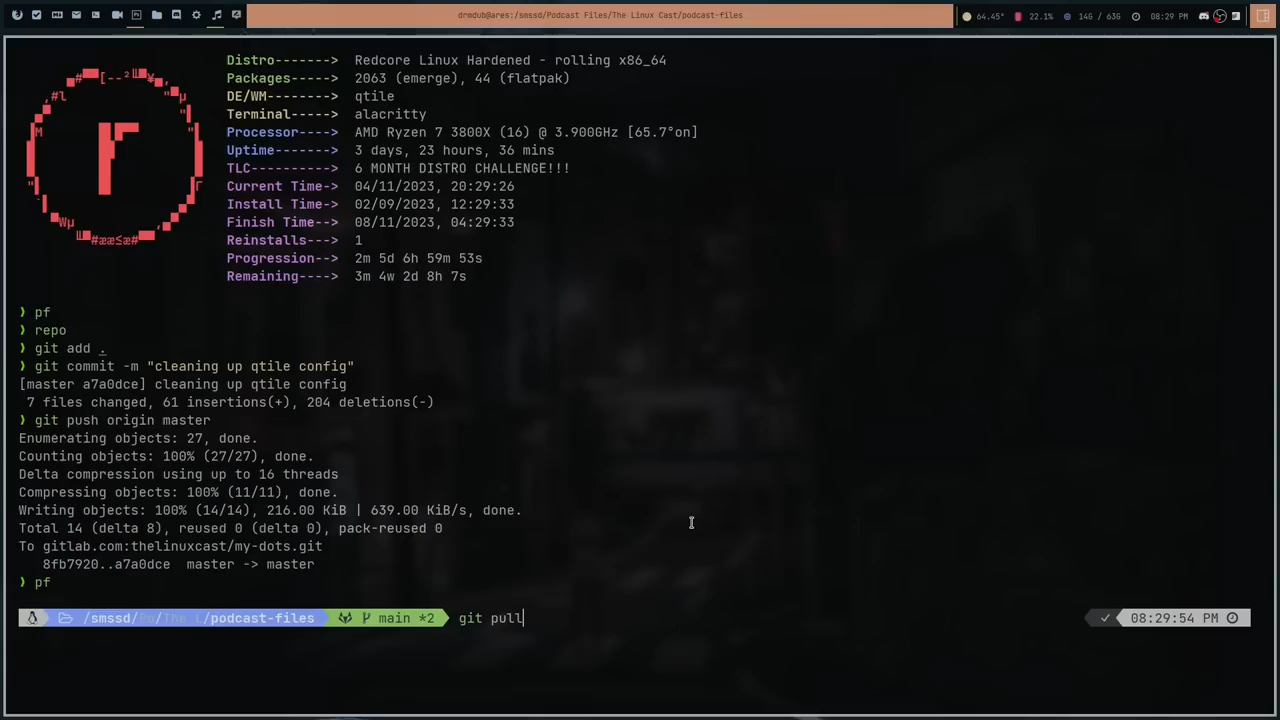 drmdub@ares:/smssd/Podcast Files/The Linux Cast/podcast-files
64.45° 22.1% 14G / 63G 08:29 PM
Distro-------> Redcore Linux Hardened - rolling x86_64
Packages-----> 2063 (emerge), 44 (flatpak)
DE/WM--------> qtile
Terminal-----> alacritty
Processor----> AMD Ryzen 7 3800X (16) @ 3.900GHz [65.7°on]
Uptime-------> 3 days, 23 hours, 36 mins
TLC----------> 6 MONTH DISTRO CHALLENGE!!!
Current Time-> 04/11/2023, 20:29:26
Install Time-> 02/09/2023, 12:29:33
Finish Time--> 08/11/2023, 04:29:33
Reinstalls---> 1
Progression--> 2m 5d 6h 59m 53s
Remaining----> 3m 4w 2d 8h 7s
❯ pf
❯ repo
❯ git add .
❯ git commit -m "cleaning up qtile config"
[master a7a0dce] cleaning up qtile config
7 files changed, 61 insertions(+), 204 deletions(-)
❯ git push origin master
Enumerating objects: 27, done.
Counting objects: 100% (27/27), done.
Delta compression using up to 16 threads
Compressing objects: 100% (11/11), done.
Writing objects: 100% (14/14), 216.00 KiB | 639.00 KiB/s, done.
Total 14 (delta 8), reused 0 (delta 0), pack-reused 0
To gitlab.com:thelinuxcast/my-dots.git
8fb7920..a7a0dce master -> master
❯ pf
/smssd/Po/The L/podcast-files main *2 git pull ✓ 08:29:54 PM